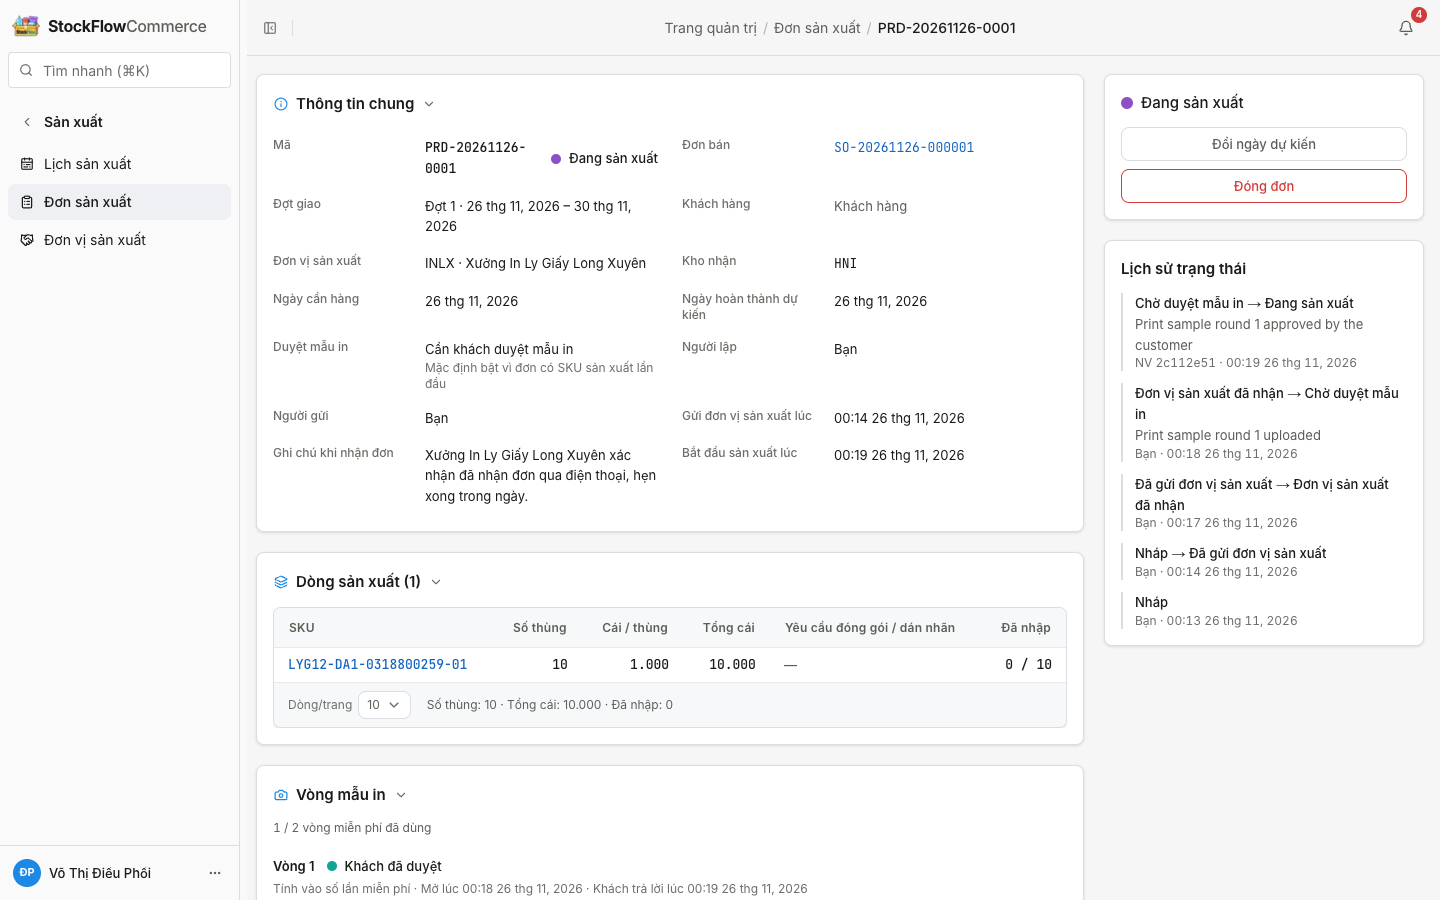 StockFlowCommerce
Tìm nhanh (⌘K)
Sản xuất
Lịch sản xuất
Đơn sản xuất
Đơn vị sản xuất
ĐP Võ Thị Điều Phối
Trang quản trị / Đơn sản xuất / PRD-20261126-0001
4
Thông tin chung
Mã
PRD-20261126-
0001
Đang sản xuất
Đơn bán
SO-20261126-000001
Đợt giao
Đợt 1 · 26 thg 11, 2026 – 30 thg 11,
2026
Khách hàng
Khách hàng
Đơn vị sản xuất
INLX · Xưởng In Ly Giấy Long Xuyên
Kho nhận
HNI
Ngày cần hàng
26 thg 11, 2026
Ngày hoàn thành dự
kiến
26 thg 11, 2026
Duyệt mẫu in
Cần khách duyệt mẫu in
Mặc định bật vì đơn có SKU sản xuất lần
đầu
Người lập
Bạn
Người gửi
Bạn
Gửi đơn vị sản xuất lúc
00:14 26 thg 11, 2026
Ghi chú khi nhận đơn
Xưởng In Ly Giấy Long Xuyên xác
nhận đã nhận đơn qua điện thoại, hẹn
xong trong ngày.
Bắt đầu sản xuất lúc
00:19 26 thg 11, 2026
Dòng sản xuất (1)
SKU Số thùng Cái / thùng Tổng cái Yêu cầu đóng gói / dán nhãn Đã nhập
LYG12-DA1-0318800259-01 10 1.000 10.000 — 0 / 10
Dòng/trang 10 Số thùng: 10 · Tổng cái: 10.000 · Đã nhập: 0
Vòng mẫu in
1 / 2 vòng miễn phí đã dùng
Vòng 1 Khách đã duyệt
Tính vào số lần miễn phí · Mở lúc 00:18 26 thg 11, 2026 · Khách trả lời lúc 00:19 26 thg 11, 2026
Đang sản xuất
Đổi ngày dự kiến
Đóng đơn
Lịch sử trạng thái
Chờ duyệt mẫu in → Đang sản xuất
Print sample round 1 approved by the
customer
NV 2c112e51 · 00:19 26 thg 11, 2026
Đơn vị sản xuất đã nhận → Chờ duyệt mẫu
in
Print sample round 1 uploaded
Bạn · 00:18 26 thg 11, 2026
Đã gửi đơn vị sản xuất → Đơn vị sản xuất
đã nhận
Bạn · 00:17 26 thg 11, 2026
Nháp → Đã gửi đơn vị sản xuất
Bạn · 00:14 26 thg 11, 2026
Nháp
Bạn · 00:13 26 thg 11, 2026